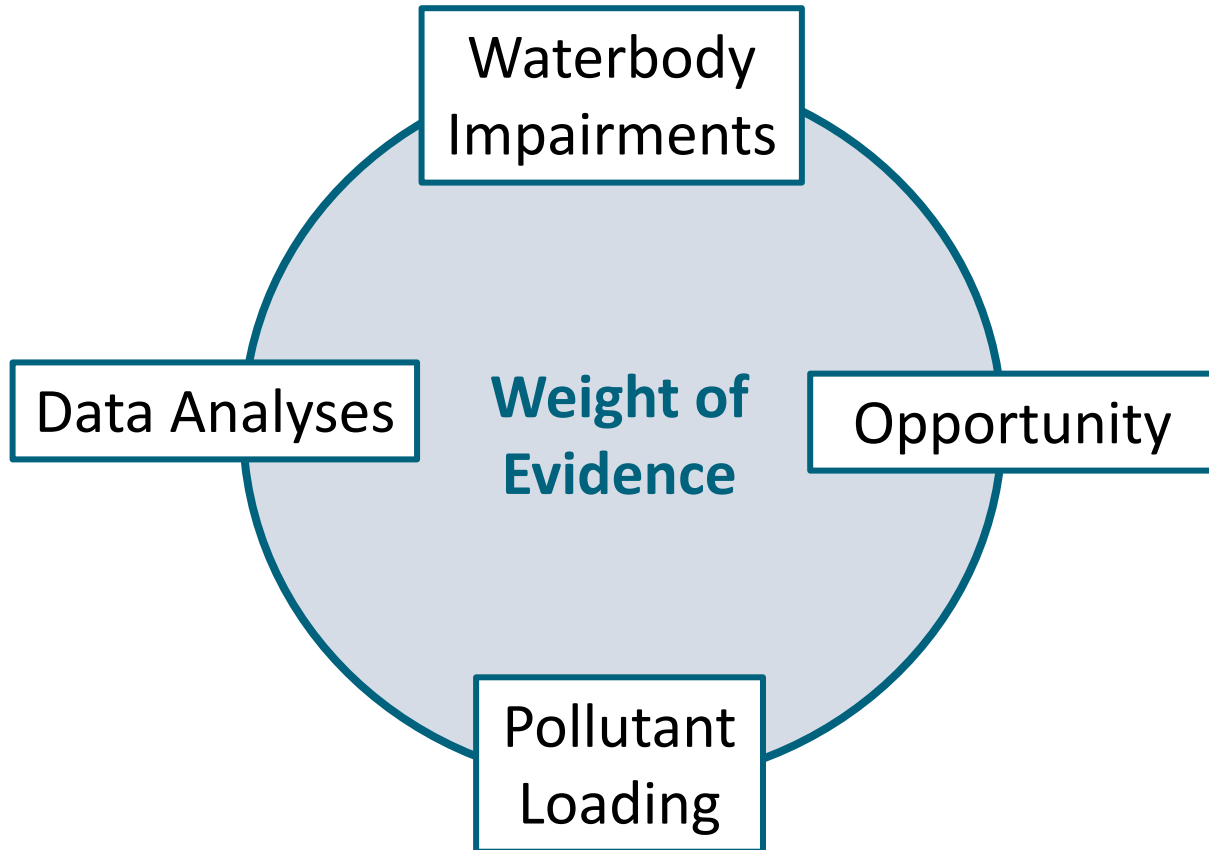 Waterbody
Impairments
Data Analyses
Weight of
Evidence
Opportunity
Pollutant
Loading